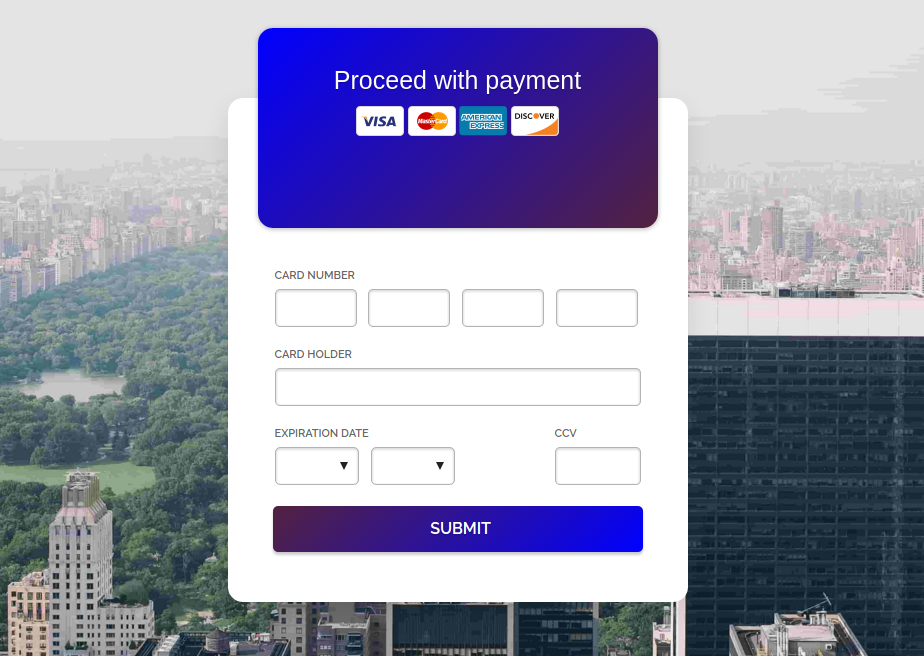 Proceed with payment
VISA MasterCard AMERICAN EXPRESS DISCOVER
CARD NUMBER
CARD HOLDER
EXPIRATION DATE CCV
SUBMIT